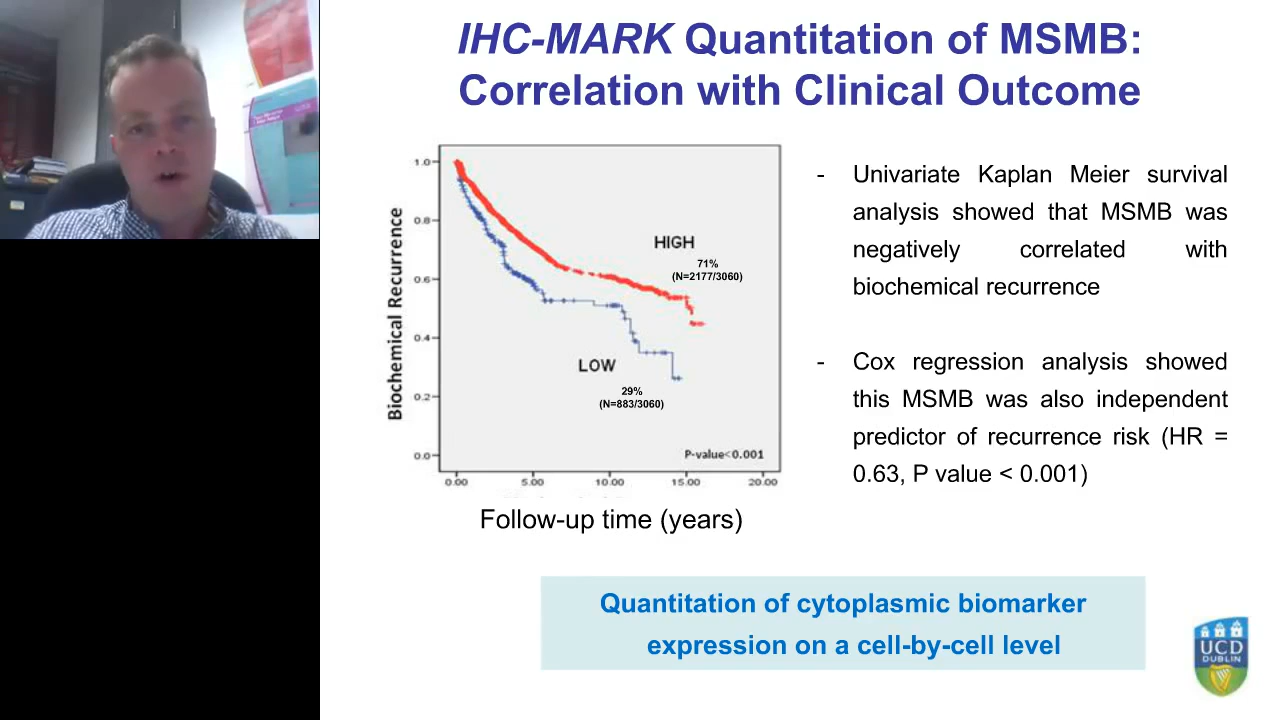 IHC-MARK Quantitation of MSMB:
Correlation with Clinical Outcome
Biochemical Recurrence
1.0
0.8
0.6
0.4
0.2
0.0
HIGH
71%
(N=2177/3060)
LOW
29%
(N=883/3060)
P-value<0.001
0.00 5.00 10.00 15.00 20.00
Follow-up time (years)
- Univariate Kaplan Meier survival
analysis showed that MSMB was
negatively correlated with
biochemical recurrence
- Cox regression analysis showed
this MSMB was also independent
predictor of recurrence risk (HR =
0.63, P value < 0.001)
Quantitation of cytoplasmic biomarker
expression on a cell-by-cell level
UCD
DUBLIN